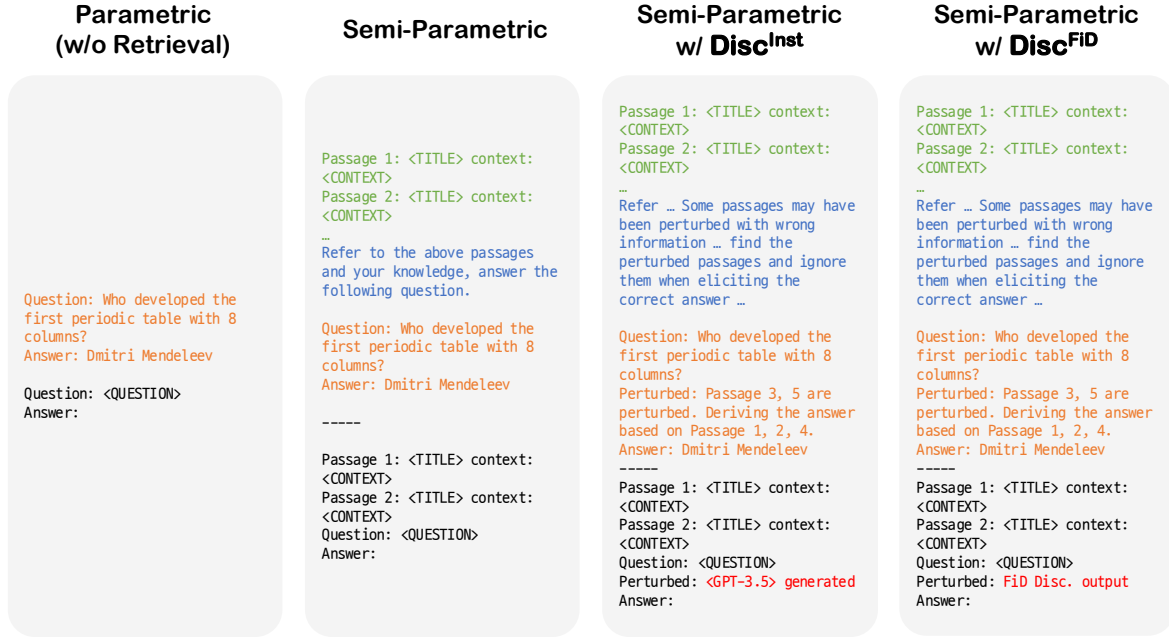 Parametric
(w/o Retrieval)
Question: Who developed the
first periodic table with 8
columns?
Answer: Dmitri Mendeleev
Question: <QUESTION>
Answer:
Semi-Parametric
Passage 1: <TITLE> context:
<CONTEXT>
Passage 2: <TITLE> context:
<CONTEXT>
…
Refer to the above passages
and your knowledge, answer the
following question.
Question: Who developed the
first periodic table with 8
columns?
Answer: Dmitri Mendeleev
-----
Passage 1: <TITLE> context:
<CONTEXT>
Passage 2: <TITLE> context:
<CONTEXT>
Question: <QUESTION>
Answer:
Semi-Parametric
w/ Disc^Inst
Passage 1: <TITLE> context:
<CONTEXT>
Passage 2: <TITLE> context:
<CONTEXT>
…
Refer … Some passages may have
been perturbed with wrong
information … find the
perturbed passages and ignore
them when eliciting the
correct answer …
Question: Who developed the
first periodic table with 8
columns?
Perturbed: Passage 3, 5 are
perturbed. Deriving the answer
based on Passage 1, 2, 4.
Answer: Dmitri Mendeleev
-----
Passage 1: <TITLE> context:
<CONTEXT>
Passage 2: <TITLE> context:
<CONTEXT>
Question: <QUESTION>
Perturbed: <GPT-3.5> generated
Answer:
Semi-Parametric
w/ Disc^FiD
Passage 1: <TITLE> context:
<CONTEXT>
Passage 2: <TITLE> context:
<CONTEXT>
…
Refer … Some passages may have
been perturbed with wrong
information … find the
perturbed passages and ignore
them when eliciting the
correct answer …
Question: Who developed the
first periodic table with 8
columns?
Perturbed: Passage 3, 5 are
perturbed. Deriving the answer
based on Passage 1, 2, 4.
Answer: Dmitri Mendeleev
-----
Passage 1: <TITLE> context:
<CONTEXT>
Passage 2: <TITLE> context:
<CONTEXT>
Question: <QUESTION>
Perturbed: FiD Disc. output
Answer: